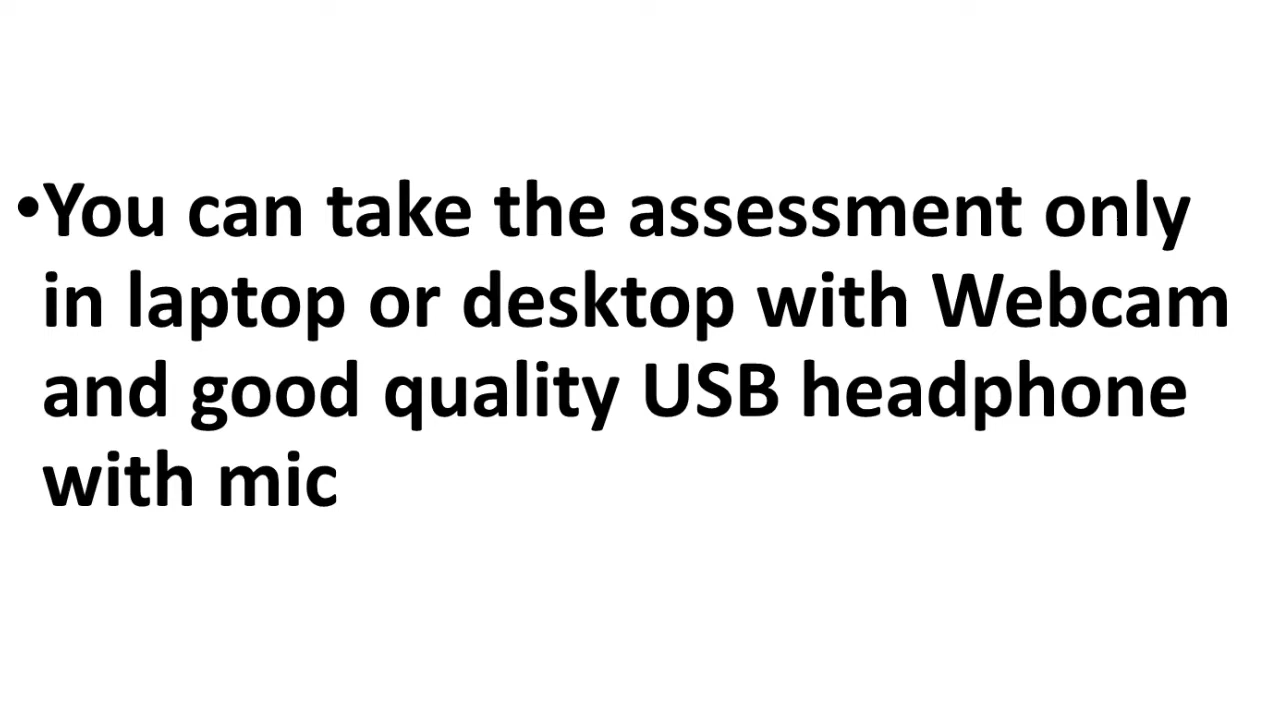 •You can take the assessment only
in laptop or desktop with Webcam
and good quality USB headphone
with mic